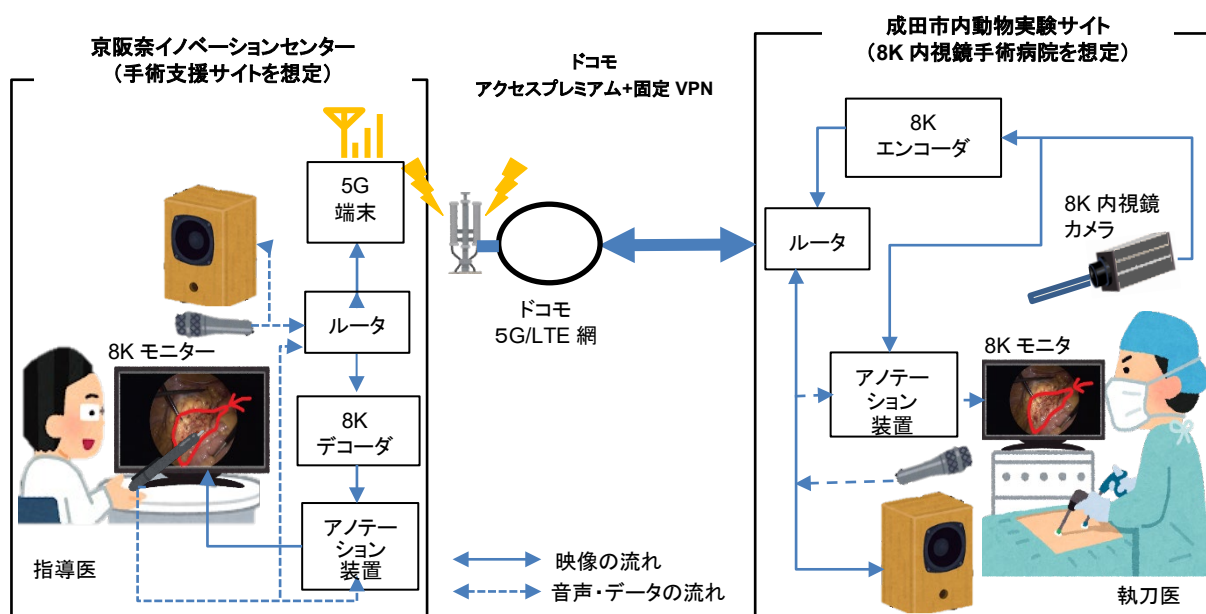 京阪奈イノベーションセンター
（手術支援サイトを想定）
5G
端末
ルータ
8K モニター
8K
デコーダ
アノテー
ション
装置
指導医
ドコモ
アクセスプレミアム+固定 VPN
ドコモ
5G/LTE 網
映像の流れ
音声・データの流れ
成田市内動物実験サイト
（8K 内視鏡手術病院を想定）
8K
エンコーダ
ルータ
8K 内視鏡
カメラ
8K モニタ
アノテー
ション
装置
執刀医